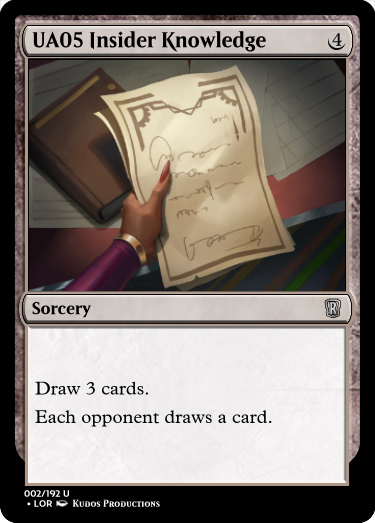 UA05 Insider Knowledge 4
Sorcery
Draw 3 cards.
Each opponent draws a card.
002/192 U
• LOR Kudos Productions